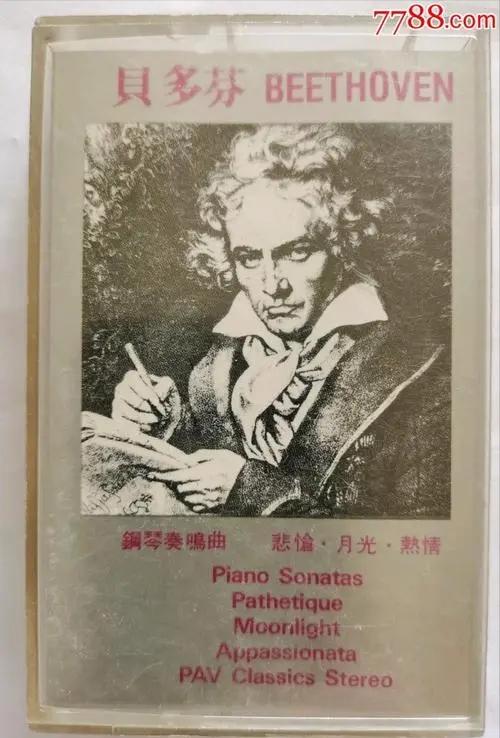 7788.com
貝多芬 BEETHOVEN
鋼琴奏鳴曲 悲愴·月光·熱情
Piano Sonatas
Pathetique
Moonlight
Appassionata
PAV Classics Stereo